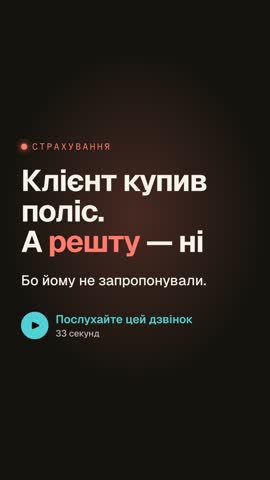 СТРАХУВАННЯ
Клієнт купив
поліс.
А решту — ні
Бо йому не запропонували.
Послухайте цей дзвінок
33 секунд